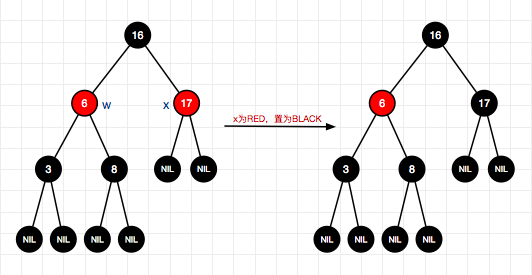 16
6 w
x 17
3
8
NIL NIL
NIL NIL NIL NIL
x为RED，置为BLACK
16
6
17
3
8
NIL NIL
NIL NIL NIL NIL